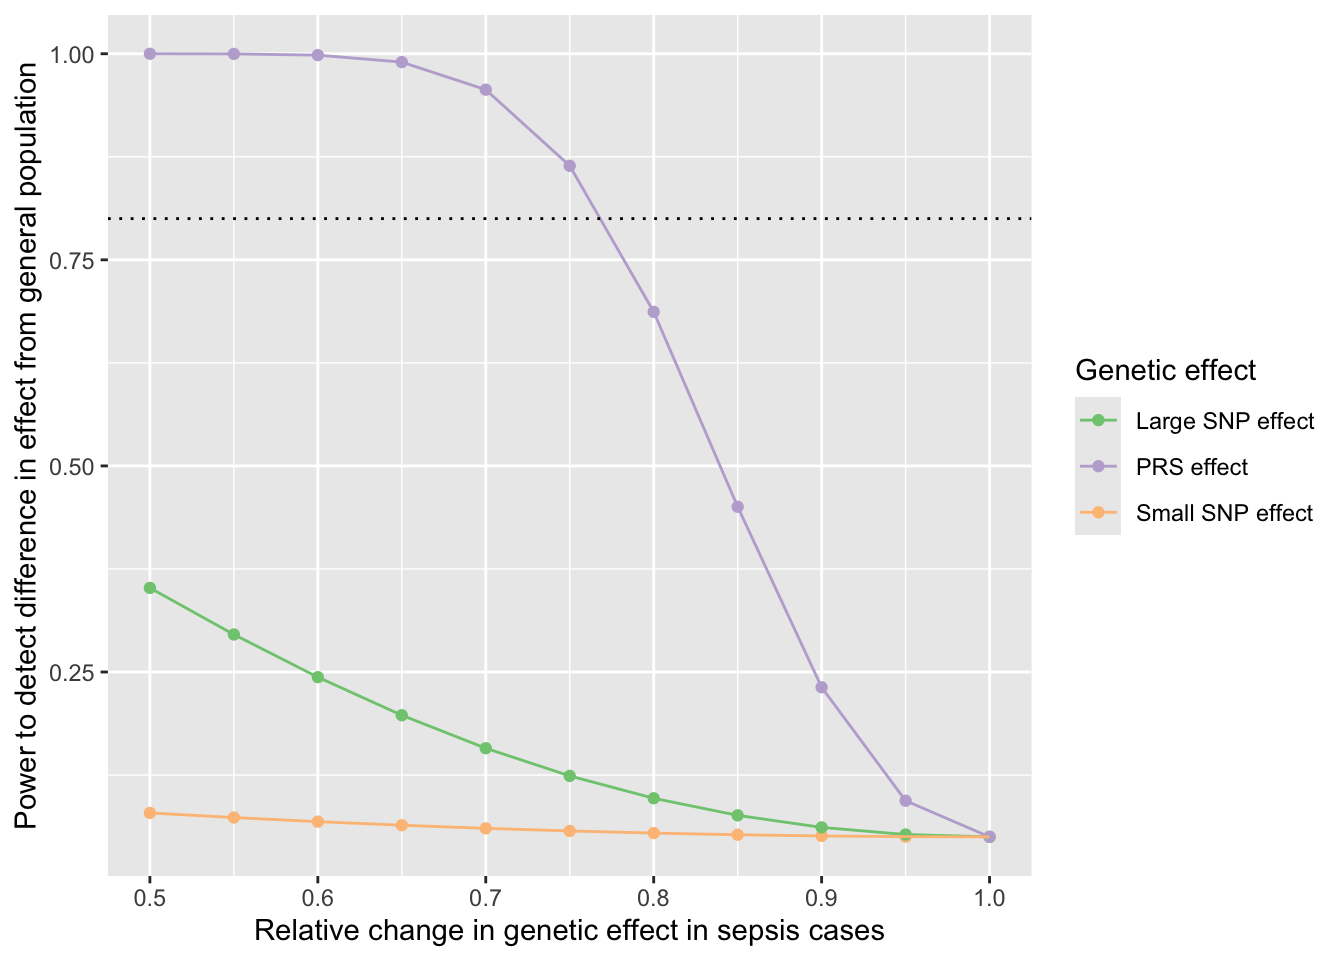 Power to detect difference in effect from general population
1.00
0.75
0.50
0.25
0.5 0.6 0.7 0.8 0.9 1.0
Relative change in genetic effect in sepsis cases
Genetic effect
Large SNP effect
PRS effect
Small SNP effect